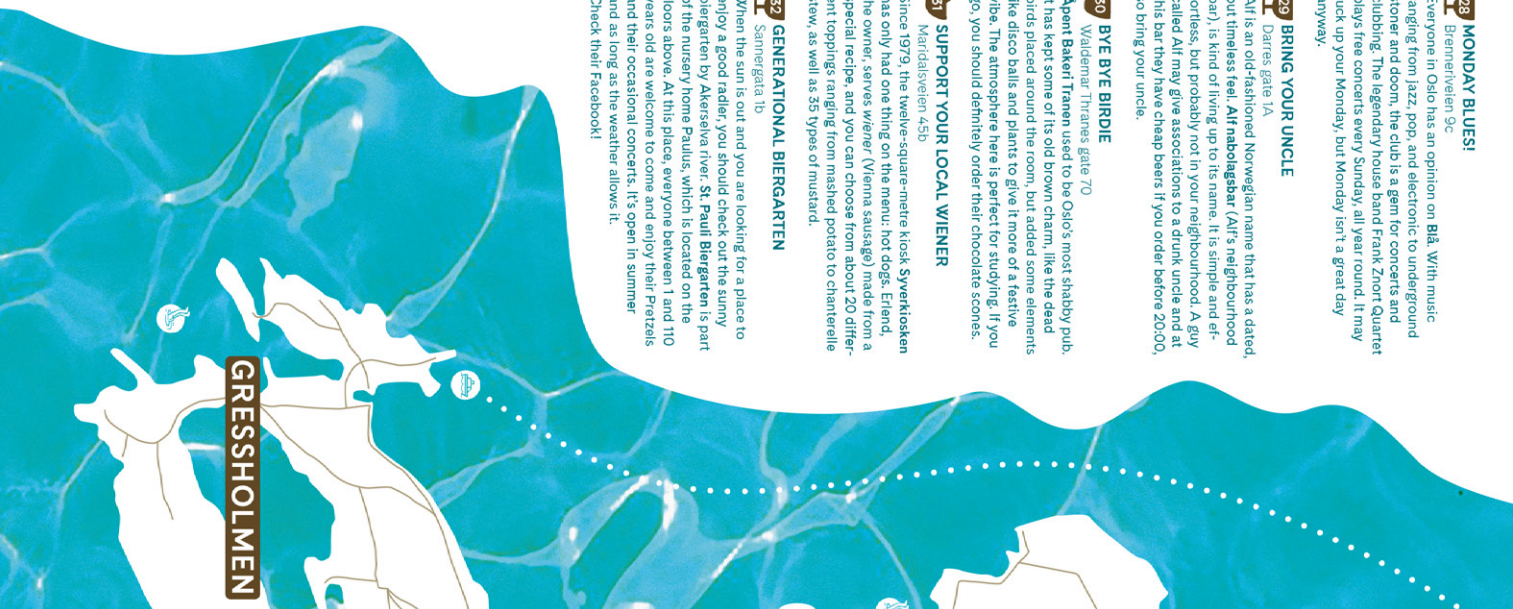 28 MONDAY BLUES!
Brenneriveien 9c
Everyone in Oslo has an opinion on Blå. With music
anging from jazz, pop, and electronic to underground
toner and doom, the club is a gem for concerts and
clubbing. The legendary house band Frank Znort Quartet
plays free concerts every Sunday, all year round. It may
uck up your Monday, but Monday isn't a great day
anyway.
29 BRING YOUR UNCLE
Darres gate 1A
Alf is an old-fashioned Norwegian name that has a dated,
but timeless feel. Alf nabolagsbar (Alf's neighbourhood
bar), is kind of living up to its name. It is simple and ef-
ortless, but probably not in your neighbourhood. A guy
called Alf may give associations to a drunk uncle and at
this bar they have cheap beers if you order before 20:00,
so bring your uncle.
30 BYE BYE BIRDIE
Waldemar Thranes gate 70
Åpent Bakeri Tranen used to be Oslo's most shabby pub.
It has kept some of its old brown charm, like the dead
birds placed around the room, but added some elements
like disco balls and plants to give it more of a festive
vibe. The atmosphere here is perfect for studying. If you
go, you should definitely order their chocolate scones.
31 SUPPORT YOUR LOCAL WIENER
Maridalsveien 45b
Since 1979, the twelve-square-metre kiosk Syverkiosken
has only had one thing on the menu: hot dogs. Erlend,
the owner, serves wiener (Vienna sausage) made from a
special recipe, and you can choose from about 20 differ-
ent toppings ranging from mashed potato to chanterelle
stew, as well as 35 types of mustard.
32 GENERATIONAL BIERGARTEN
Sannergata 1b
When the sun is out and you are looking for a place to
enjoy a good radler, you should check out the sunny
biergarten by Akerselva river. St. Pauli Biergarten is part
of the nursery home Paulus, which is located on the
floors above. At this place, everyone between 1 and 110
years old are welcome to come and enjoy their Pretzels
and their occasional concerts. It's open in summer
and as long as the weather allows it.
Check their Facebook!
GRESSHOLMEN